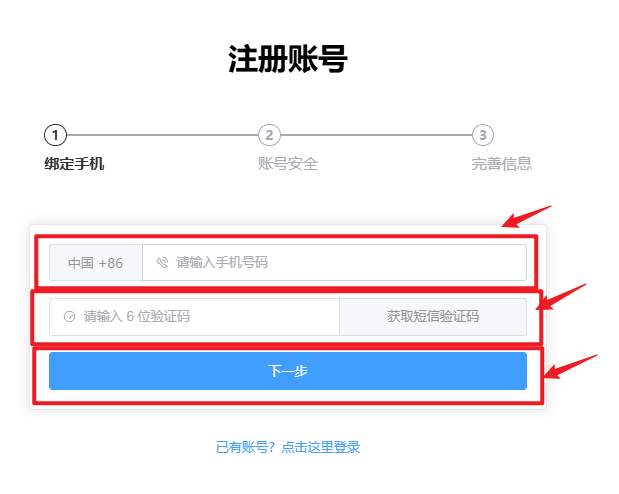 注册账号
1 2 3
绑定手机 账号安全 完善信息
中国 +86 请输入手机号码
请输入 6 位验证码 获取短信验证码
下一步
已有账号？点击这里登录